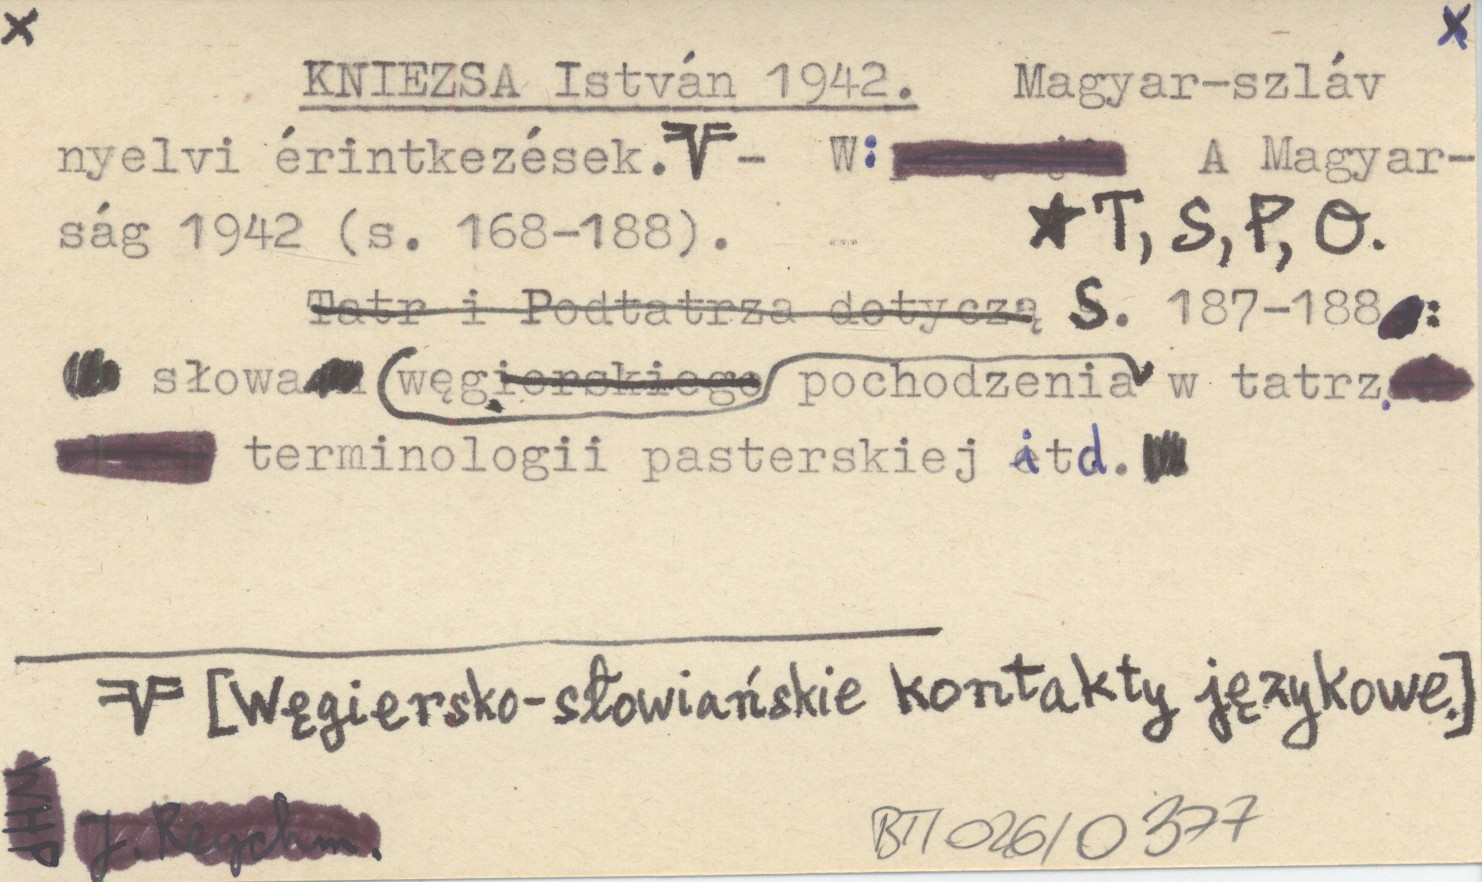 x x
KNIEZSA István 1942. Magyar-szláv
nyelvi érintkezések. - W: A Magyar-
ság 1942 (s. 168-188). ★ T, S, P, O.
Tatr i Podtatrza dotyczą S. 187-188:
słowa węgierskiego pochodzenia w tatrz.
terminologii pasterskiej itd.
[Węgiersko-słowiańskie kontakty językowe.]
J. Reychm.
BTI 026/0377